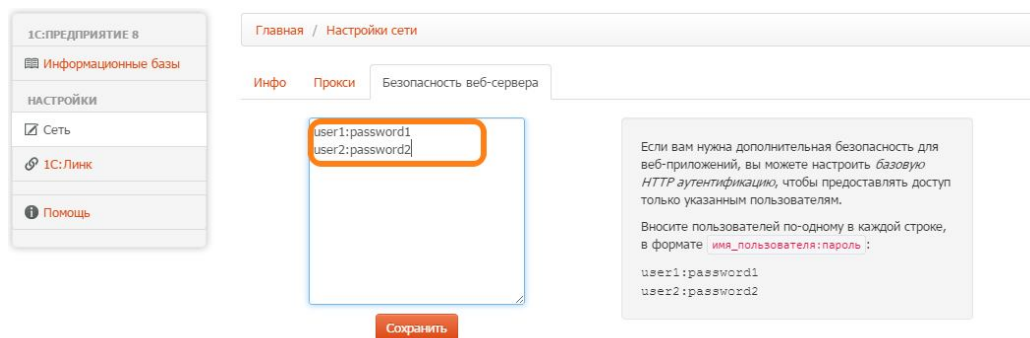 1С:ПРЕДПРИЯТИЕ 8
Информационные базы
НАСТРОЙКИ
Сеть
1С:Линк
Помощь
Главная / Настройки сети
Инфо
Прокси
Безопасность веб-сервера
user1:password1
user2:password2
Сохранить
Если вам нужна дополнительная безопасность для
веб-приложений, вы можете настроить базовую
HTTP аутентификацию, чтобы предоставлять доступ
только указанным пользователям.
Вносите пользователей по-одному в каждой строке,
в формате имя_пользователя:пароль :
user1:password1
user2:password2